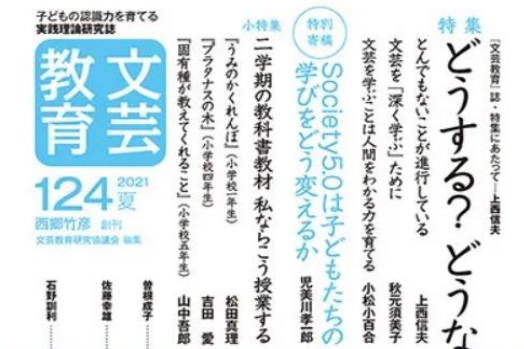 子どもの認識力を育てる
実践理論研究誌
文芸
教育
124 2021
夏
西郷竹彦 創刊
文芸教育研究協議会 編集
『文芸教育』誌・特集にあたって―上西信夫
特集
どうする? どうな
とんでもないことが進行している 上西信夫
文芸を「深く学ぶ」ために 秋元須美子
文芸を学ぶことは人間をわかる力を育てる 小松小百合
特別
寄稿
Society5.0は子どもたちの
学びをどう変えるか
児美川孝一郎
小特集
二学期の教科書教材 私ならこう授業する
『うみのかくれんぼ』(小学校一年生) 松田真理
『プラタナスの木』(小学校四年生) 吉田 愛
『固有種が教えてくれること』(小学校五年生) 山中吾郎
曽根成子
佐藤幸雄
石野訓利